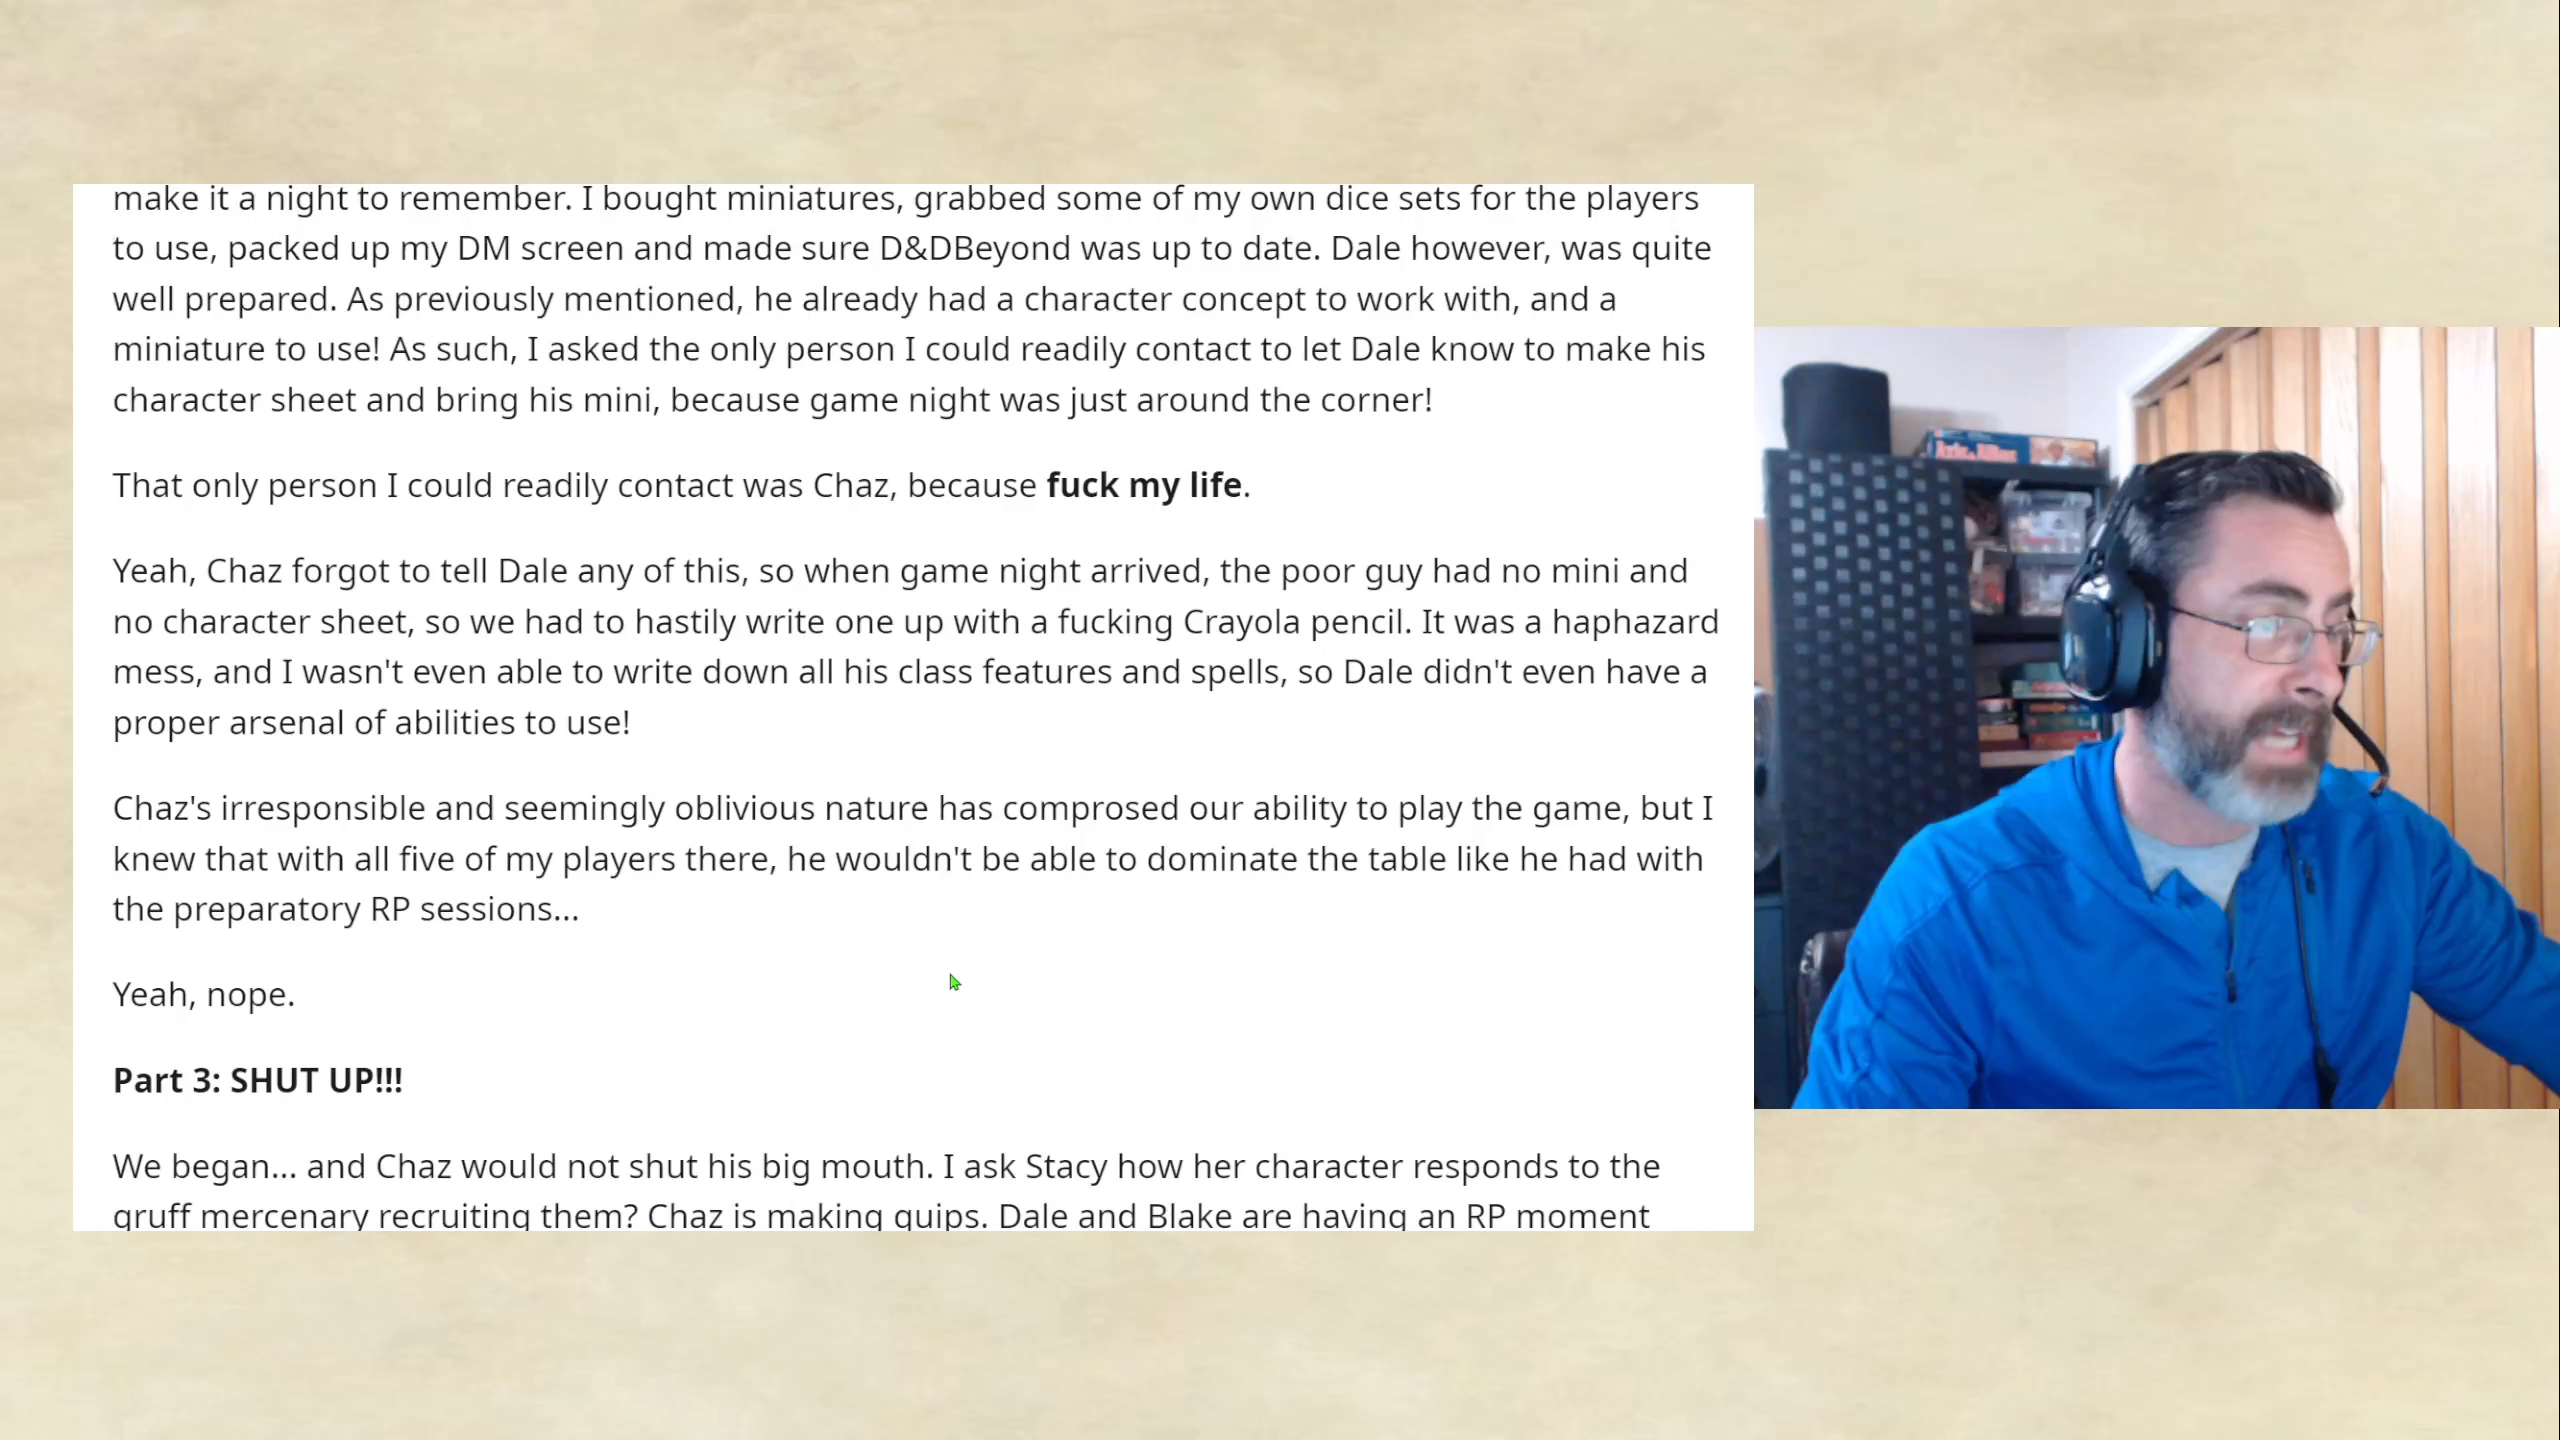 make it a night to remember. I bought miniatures, grabbed some of my own dice sets for the players
to use, packed up my DM screen and made sure D&DBeyond was up to date. Dale however, was quite
well prepared. As previously mentioned, he already had a character concept to work with, and a
miniature to use! As such, I asked the only person I could readily contact to let Dale know to make his
character sheet and bring his mini, because game night was just around the corner!
That only person I could readily contact was Chaz, because fuck my life.
Yeah, Chaz forgot to tell Dale any of this, so when game night arrived, the poor guy had no mini and
no character sheet, so we had to hastily write one up with a fucking Crayola pencil. It was a haphazard
mess, and I wasn't even able to write down all his class features and spells, so Dale didn't even have a
proper arsenal of abilities to use!
Chaz's irresponsible and seemingly oblivious nature has comprosed our ability to play the game, but I
knew that with all five of my players there, he wouldn't be able to dominate the table like he had with
the preparatory RP sessions...
Yeah, nope.
Part 3: SHUT UP!!!
We began... and Chaz would not shut his big mouth. I ask Stacy how her character responds to the
gruff mercenary recruiting them? Chaz is making quips. Dale and Blake are having an RP moment